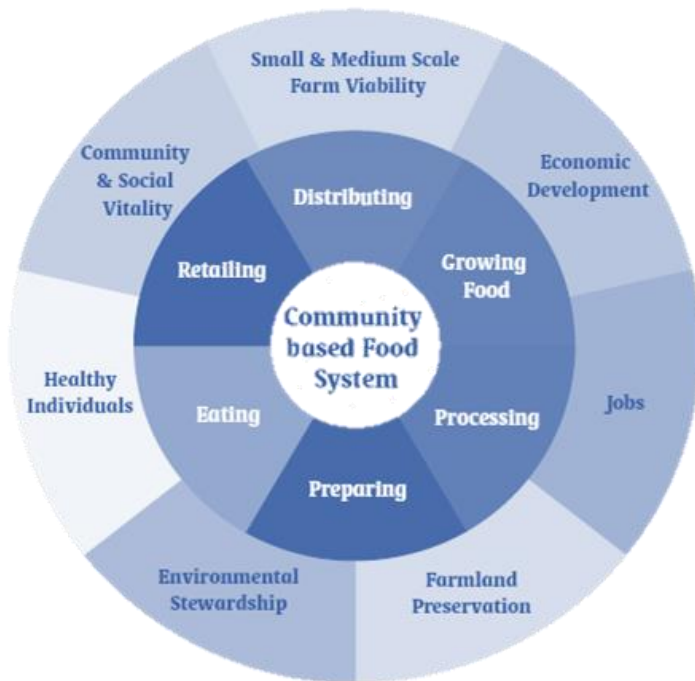 Small & Medium Scale
Farm Viability
Economic
Development
Jobs
Farmland
Preservation
Environmental
Stewardship
Healthy
Individuals
Community
& Social
Vitality
Distributing
Growing
Food
Processing
Preparing
Eating
Retailing
Community
based Food
System